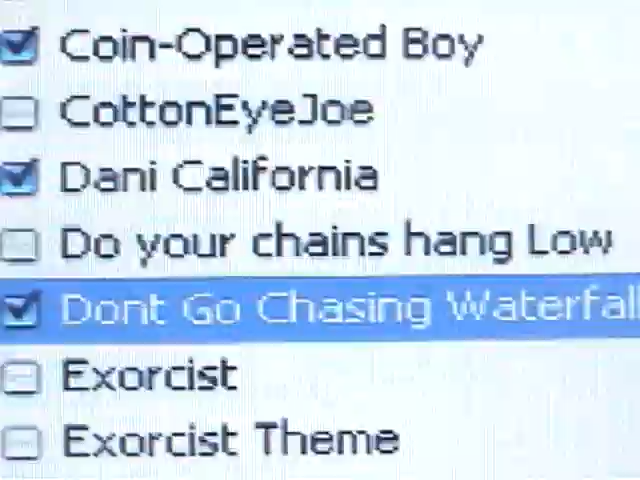 Coin-Operated Boy
CottonEyeJoe
Dani California
Do your chains hang Low
Dont Go Chasing Waterfall
Exorcist
Exorcist Theme